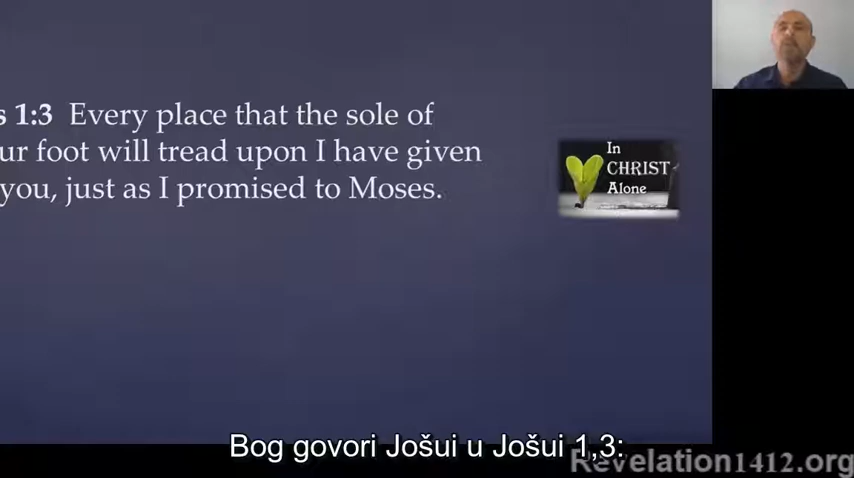 s 1:3 Every place that the sole of
ur foot will tread upon I have given
you, just as I promised to Moses.
In
CHRIST
Alone
Bog govori Jošui u Jošui 1,3:
Revelation1412.org